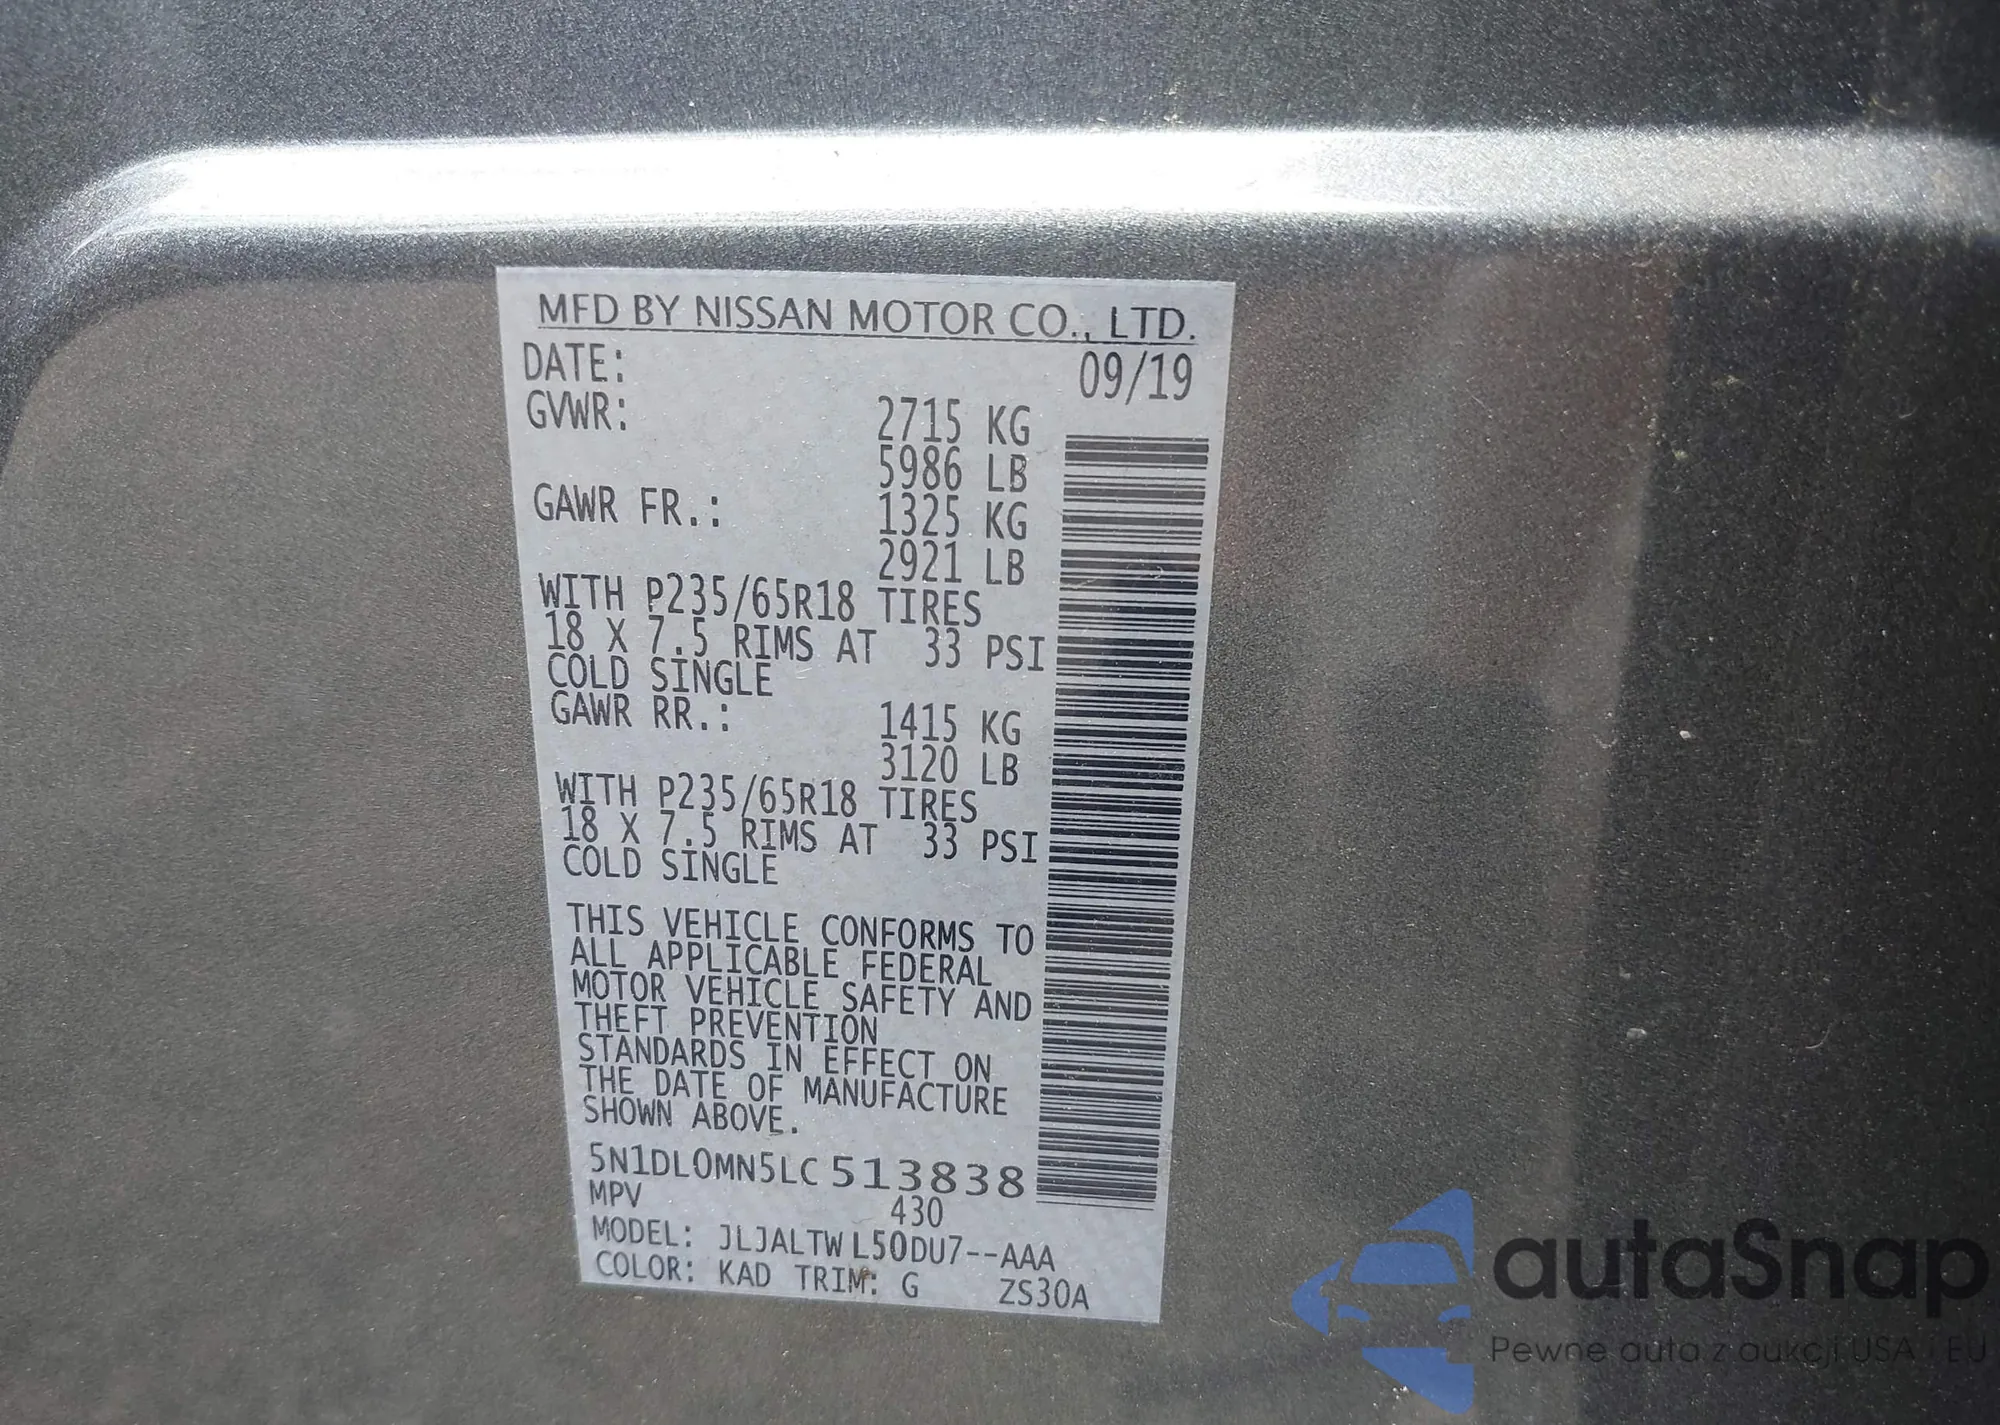 MFD BY NISSAN MOTOR CO., LTD.
DATE: 09/19
GVWR: 2715 KG
5986 LB
GAWR FR.: 1325 KG
2921 LB
WITH P235/65R18 TIRES
18 X 7.5 RIMS AT 33 PSI
COLD SINGLE
GAWR RR.: 1415 KG
3120 LB
WITH P235/65R18 TIRES
18 X 7.5 RIMS AT 33 PSI
COLD SINGLE
THIS VEHICLE CONFORMS TO
ALL APPLICABLE FEDERAL
MOTOR VEHICLE SAFETY AND
THEFT PREVENTION
STANDARDS IN EFFECT ON
THE DATE OF MANUFACTURE
SHOWN ABOVE.
5N1DL0MN5LC513838
MPV 430
MODEL: JLJALTWL50DU7--AAA
COLOR: KAD TRIM: G ZS30A
autaSnap
Pewne auta z aukcji USA i EU